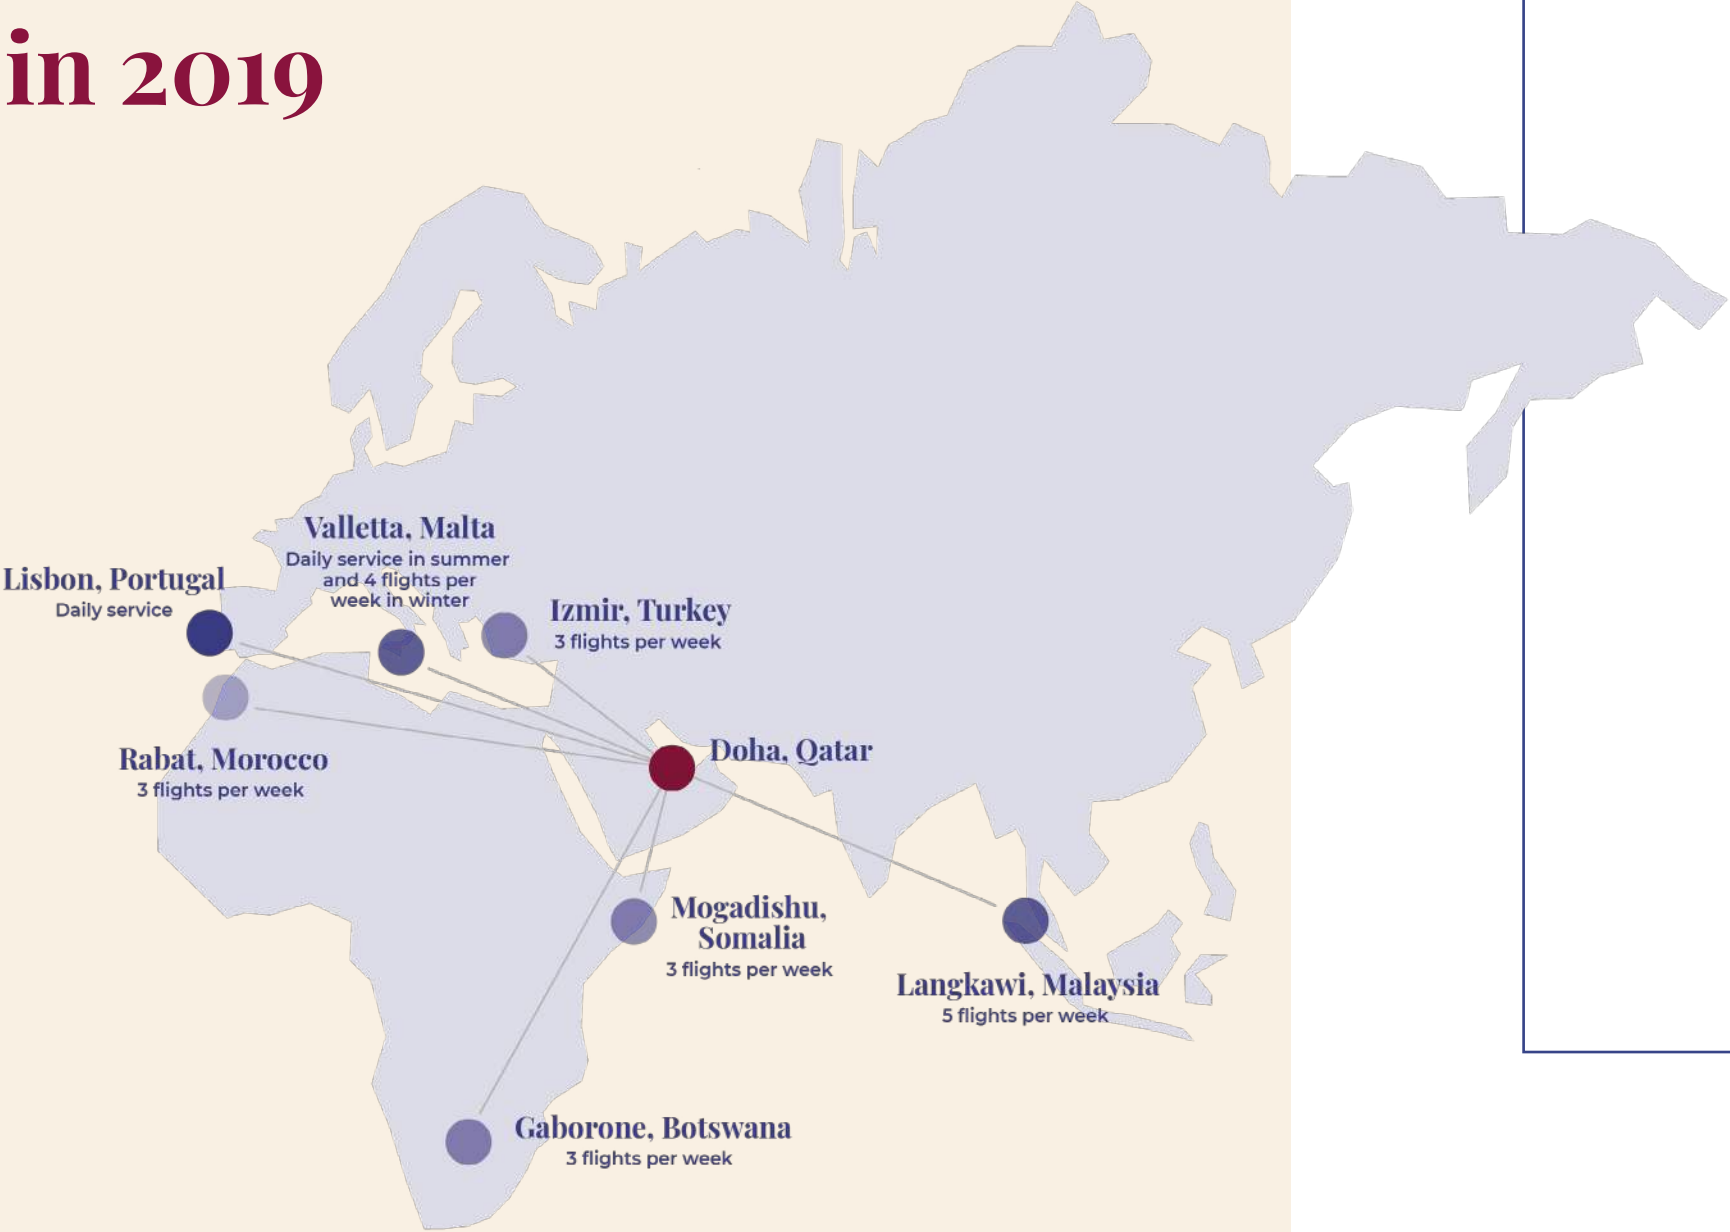 in 2019
Valletta, Malta
Daily service in summer
and 4 flights per
week in winter
Lisbon, Portugal
Daily service
Izmir, Turkey
3 flights per week
Rabat, Morocco
3 flights per week
Doha, Qatar
Mogadishu,
Somalia
3 flights per week
Langkawi, Malaysia
5 flights per week
Gaborone, Botswana
3 flights per week